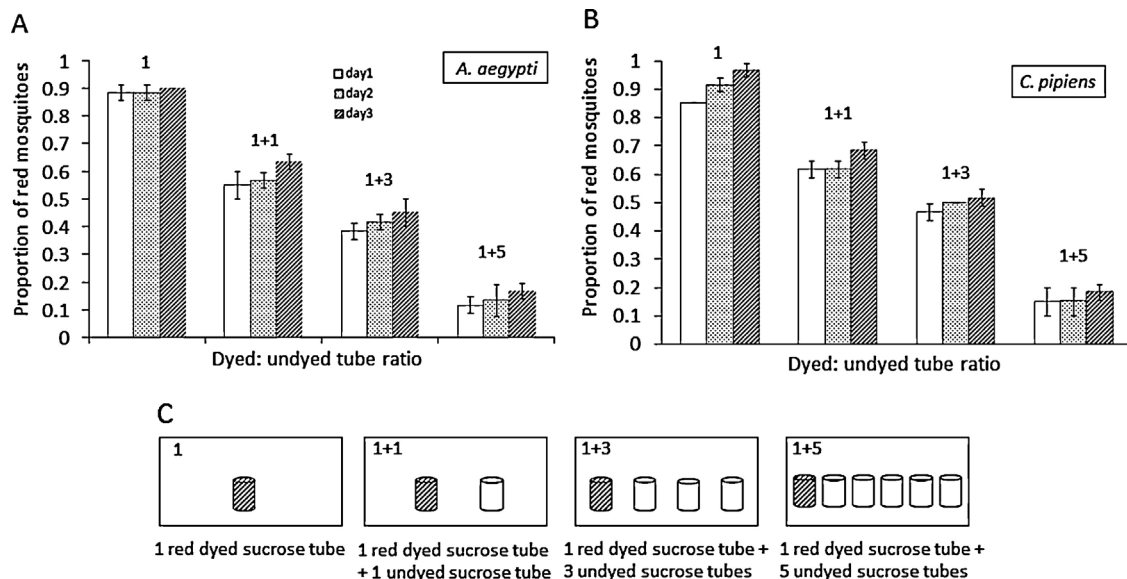 A
Proportion of red mosquitoes
1
0.9
0.8
0.7
0.6
0.5
0.4
0.3
0.2
0.1
0
1
1+1
1+3
1+5
day1
day2
day3
A. aegypti
Dyed: undyed tube ratio
B
Proportion of red mosquitoes
1
0.9
0.8
0.7
0.6
0.5
0.4
0.3
0.2
0.1
0
1
1+1
1+3
1+5
C. pipiens
Dyed: undyed tube ratio
C
1
1 red dyed sucrose tube
1+1
1 red dyed sucrose tube
+ 1 undyed sucrose tube
1+3
1 red dyed sucrose tube +
3 undyed sucrose tubes
1+5
1 red dyed sucrose tube +
5 undyed sucrose tubes